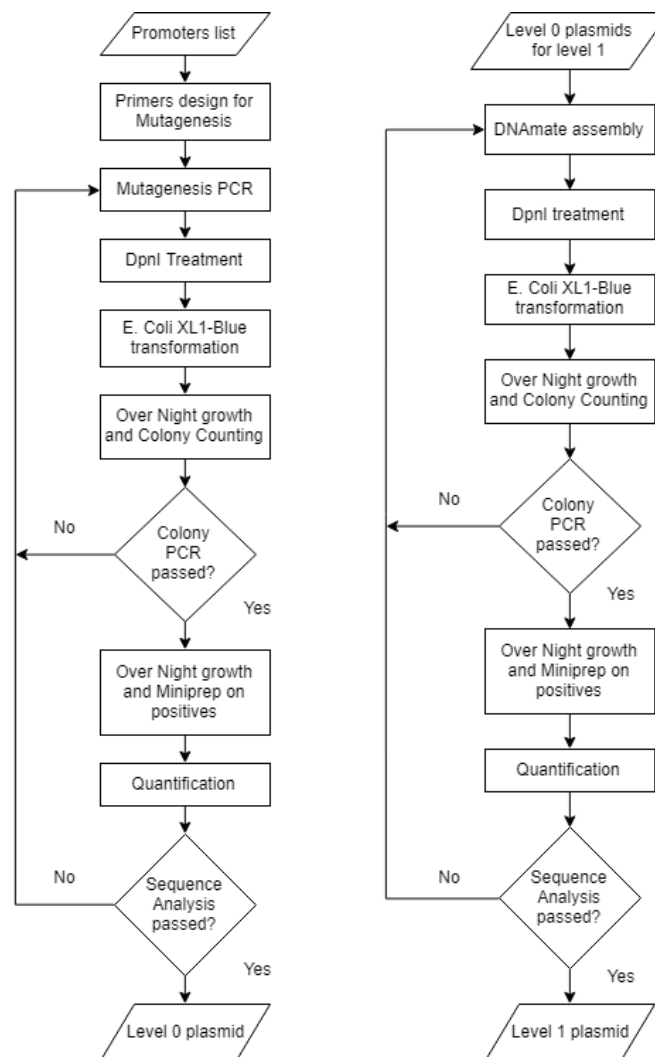 Promoters list
Primers design for
Mutagenesis
Mutagenesis PCR
DpnI Treatment
E. Coli XL1-Blue
transformation
Over Night growth
and Colony Counting
No
Colony
PCR
passed?
Yes
Over Night growth
and Miniprep on
positives
Quantification
No
Sequence
Analysis
passed?
Yes
Level 0 plasmid
Level 0 plasmids
for level 1
DNAmate assembly
DpnI treatment
E. Coli XL1-Blue
transformation
Over Night growth
and Colony Counting
No
Colony
PCR
passed?
Yes
Over Night growth
and Miniprep on
positives
Quantification
No
Sequence
Analysis
passed?
Yes
Level 1 plasmid